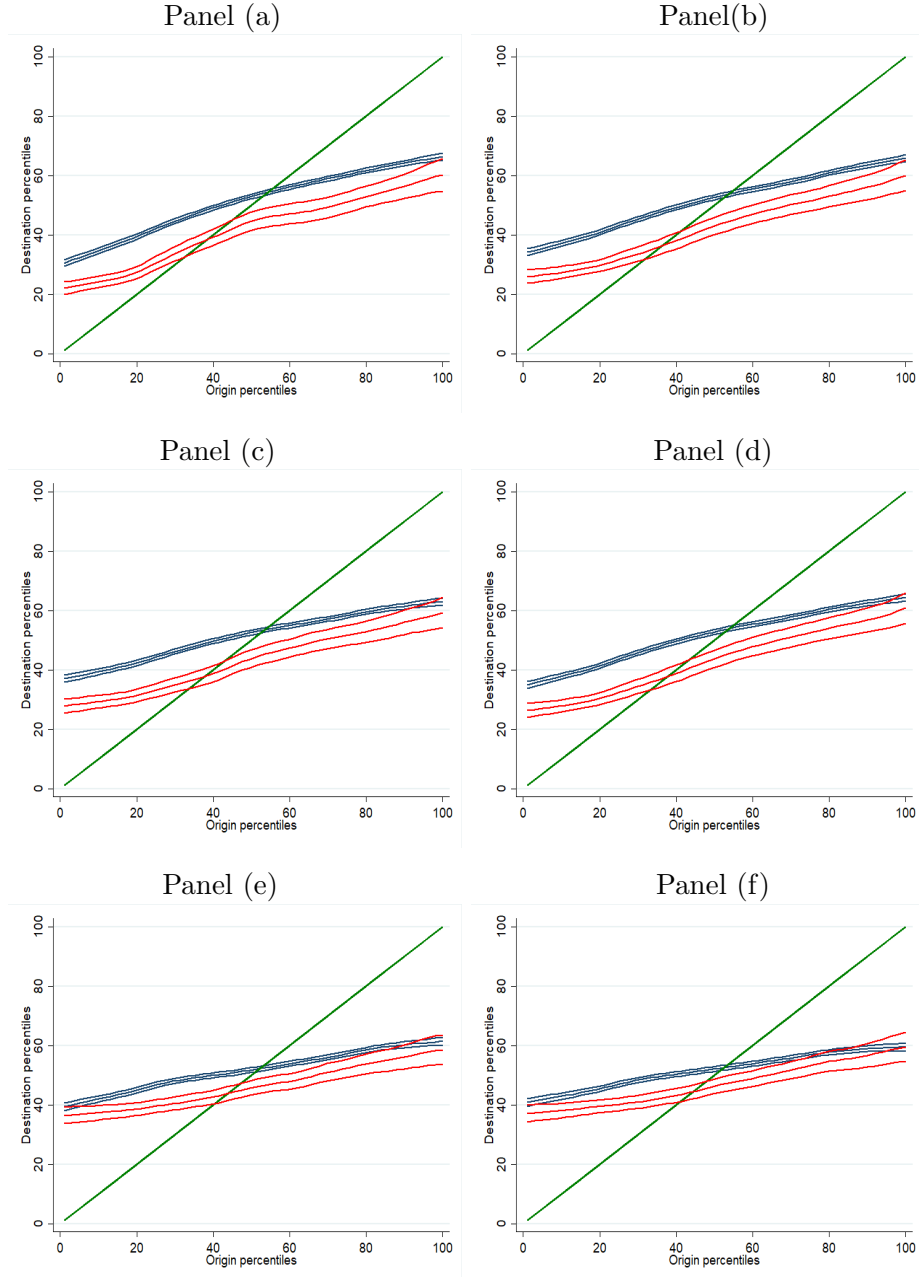 Panel (a)
Panel(b)
100
80
60
40
20
0
Destination percentiles
0 20 40 60 80 100
Origin percentiles
100
80
60
40
20
0
Destination percentiles
0 20 40 60 80 100
Origin percentiles
Panel (c)
Panel (d)
100
80
60
40
20
0
Destination percentiles
0 20 40 60 80 100
Origin percentiles
100
80
60
40
20
0
Destination percentiles
0 20 40 60 80 100
Origin percentiles
Panel (e)
Panel (f)
100
80
60
40
20
0
Destination percentiles
0 20 40 60 80 100
Origin percentiles
100
80
60
40
20
0
Destination percentiles
0 20 40 60 80 100
Origin percentiles